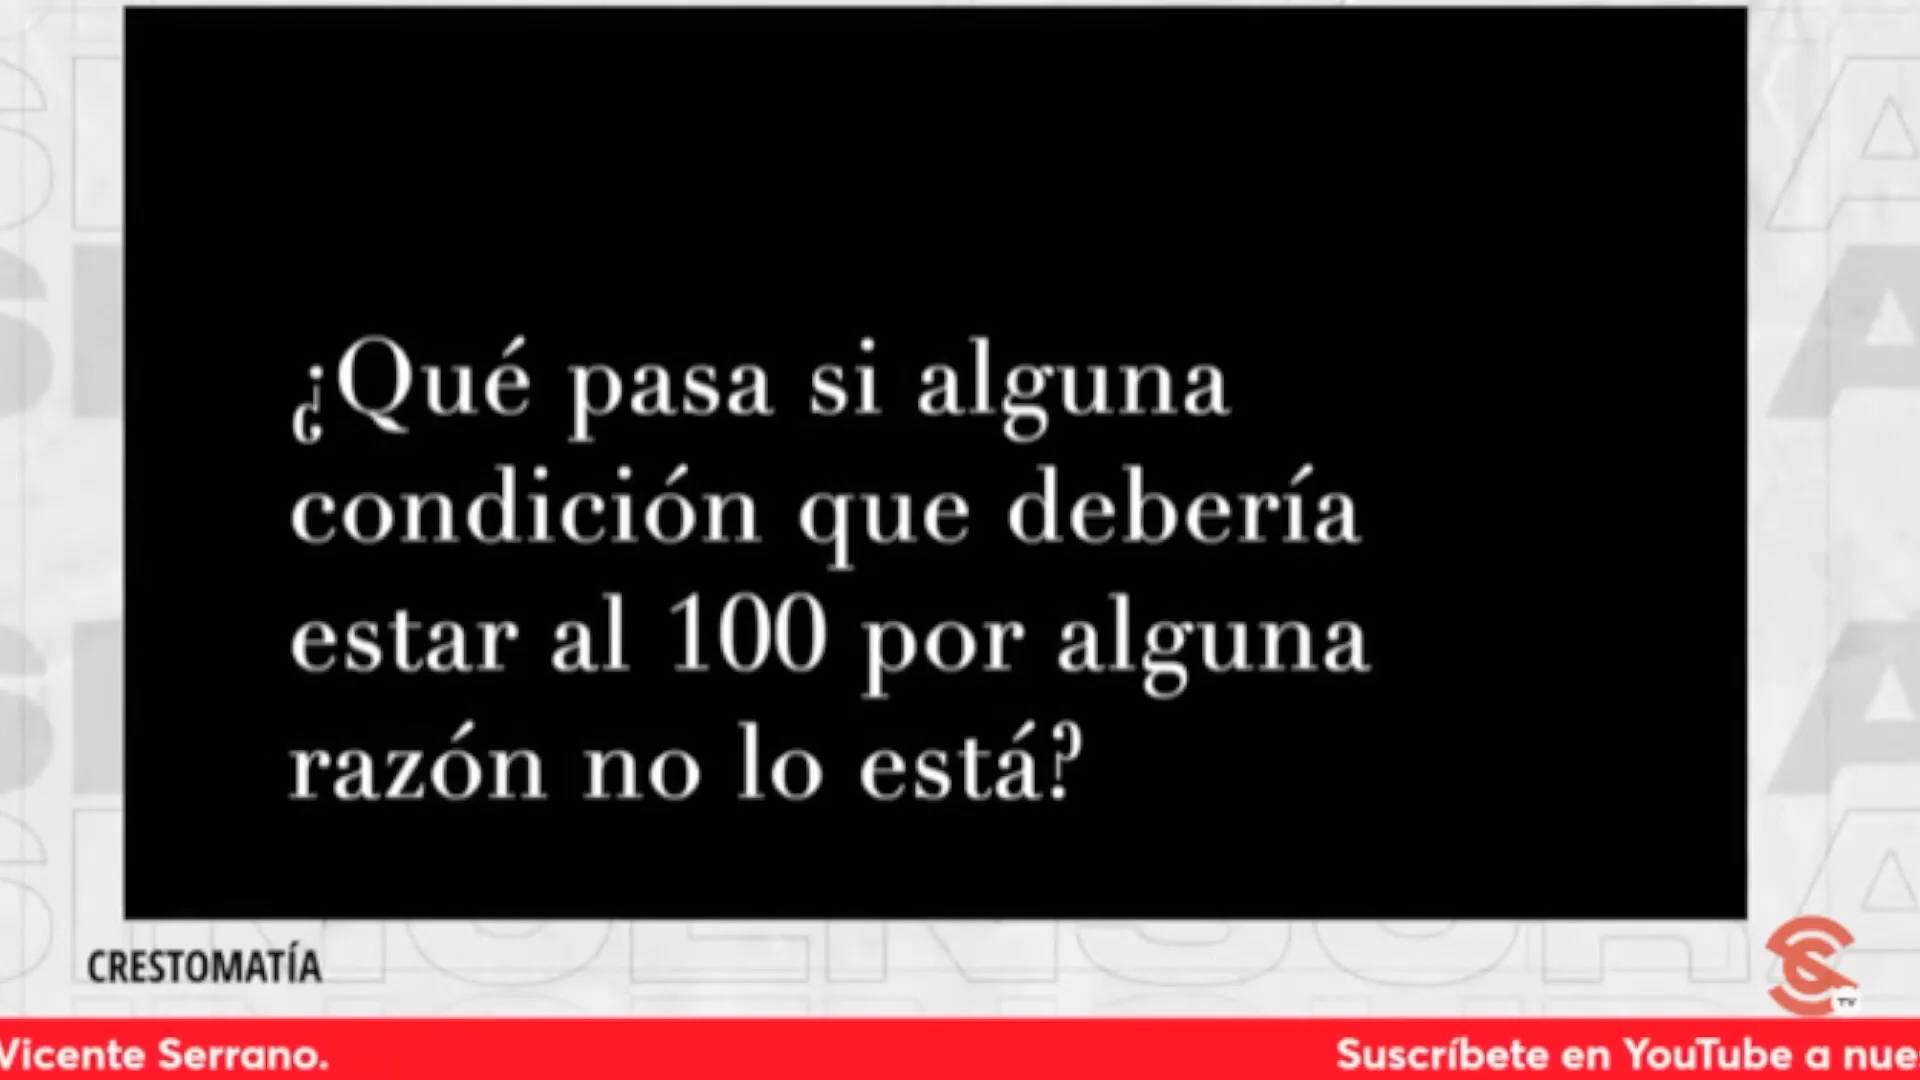 ¿Qué pasa si alguna
condición que debería
estar al 100 por alguna
razón no lo está?
CRESTOMATÍA
TV
Vicente Serrano.
Suscríbete en YouTube a